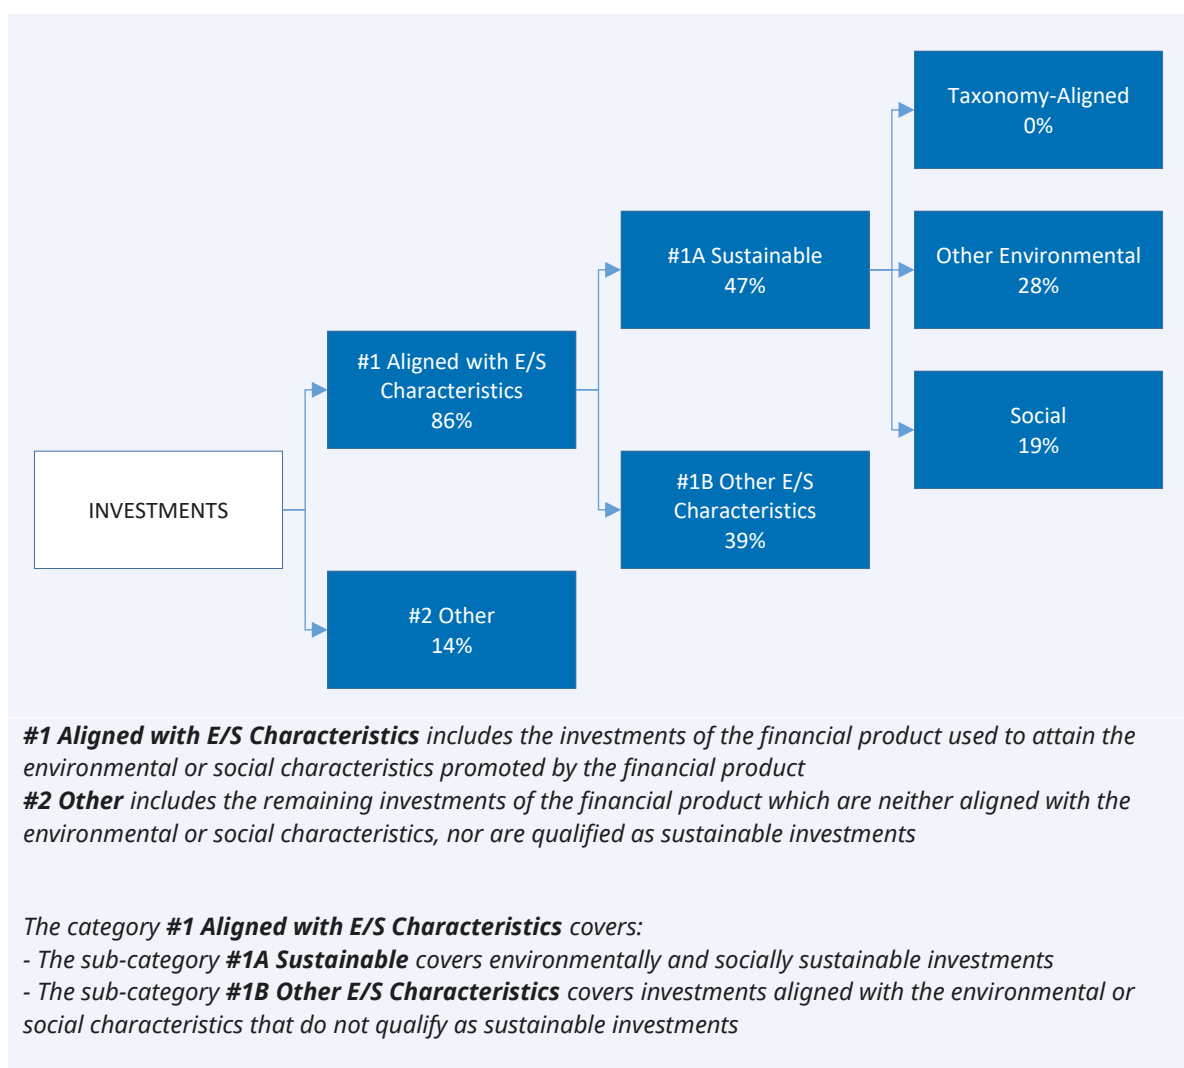 Taxonomy-Aligned
0%
#1A Sustainable
47%
Other Environmental
28%
#1 Aligned with E/S
Characteristics
86%
Social
19%
INVESTMENTS
#1B Other E/S
Characteristics
39%
#2 Other
14%
#1 Aligned with E/S Characteristics includes the investments of the financial product used to attain the
environmental or social characteristics promoted by the financial product
#2 Other includes the remaining investments of the financial product which are neither aligned with the
environmental or social characteristics, nor are qualified as sustainable investments
The category #1 Aligned with E/S Characteristics covers:
- The sub-category #1A Sustainable covers environmentally and socially sustainable investments
- The sub-category #1B Other E/S Characteristics covers investments aligned with the environmental or
social characteristics that do not qualify as sustainable investments